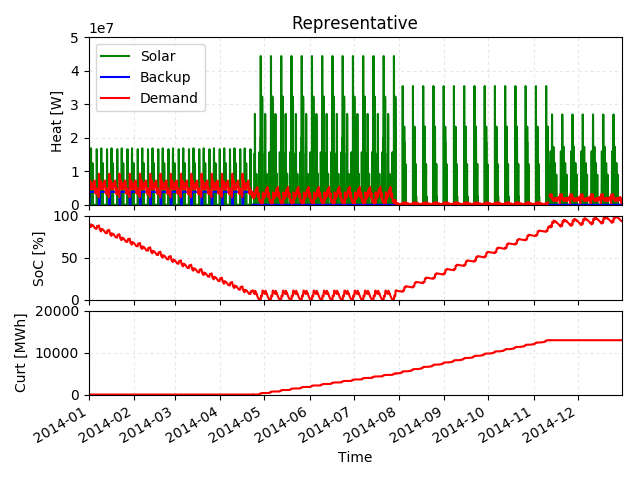 Representative
1e7
5
4
3
2
1
0
Heat [W]
Solar
Backup
Demand
100
50
0
SoC [%]
20000
10000
0
Curt [MWh]
2014-01 2014-02 2014-03 2014-04 2014-05 2014-06 2014-07 2014-08 2014-09 2014-10 2014-11 2014-12
Time